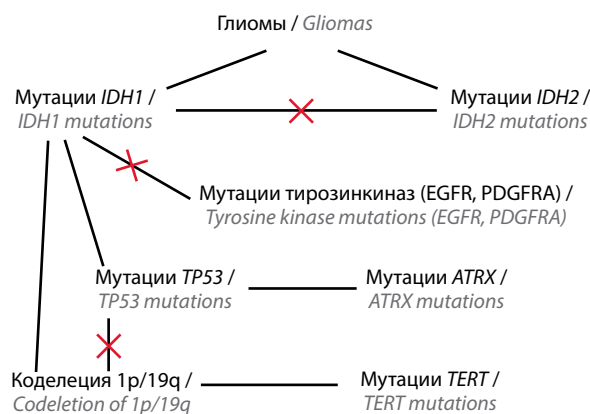 Глиомы / Gliomas
Мутации IDH1 /
IDH1 mutations
Мутации IDH2 /
IDH2 mutations
Мутации тирозинкиназ (EGFR, PDGFRA) /
Tyrosine kinase mutations (EGFR, PDGFRA)
Мутации TP53 /
TP53 mutations
Мутации ATRX /
ATRX mutations
Коделеция 1p/19q /
Codeletion of 1p/19q
Мутации TERT /
TERT mutations